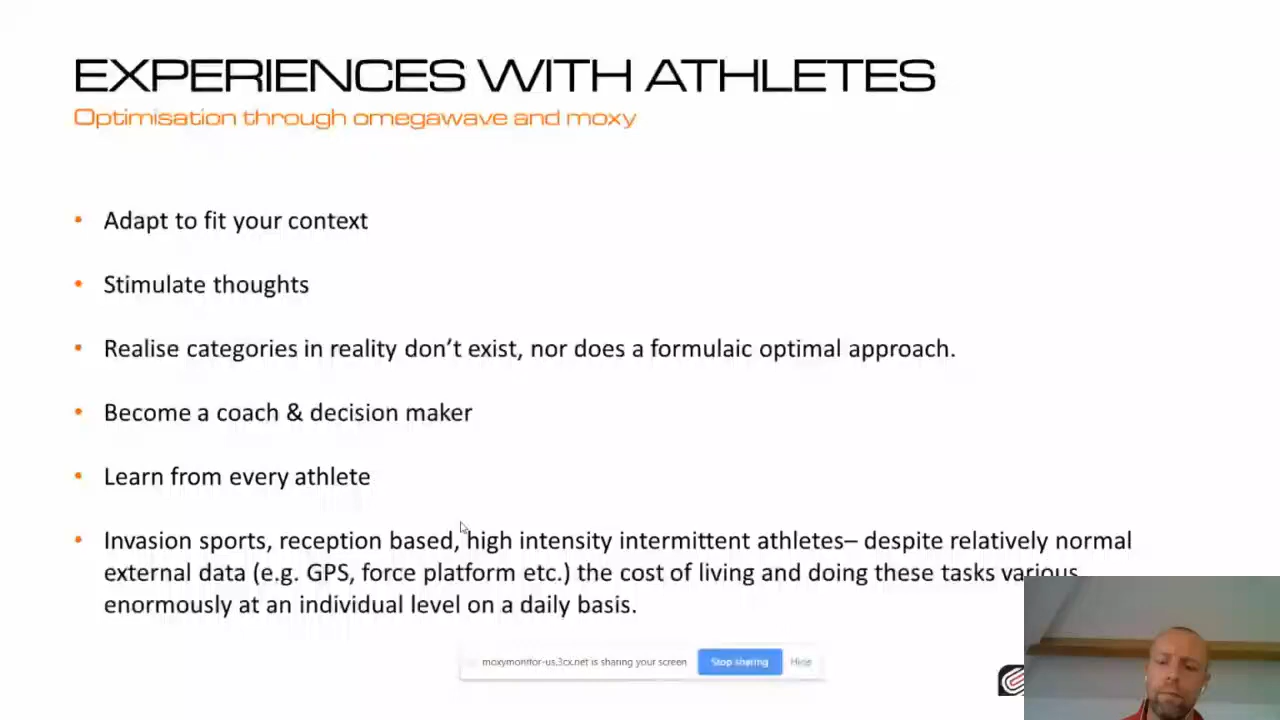 EXPERIENCES WITH ATHLETES
Optimisation through omegawave and moxy
• Adapt to fit your context
• Stimulate thoughts
• Realise categories in reality don't exist, nor does a formulaic optimal approach.
• Become a coach & decision maker
• Learn from every athlete
• Invasion sports, reception based, high intensity intermittent athletes– despite relatively normal
external data (e.g. GPS, force platform etc.) the cost of living and doing these tasks various
enormously at an individual level on a daily basis.
moxymonitor-us.3cx.net is sharing your screen
Stop sharing
Hide